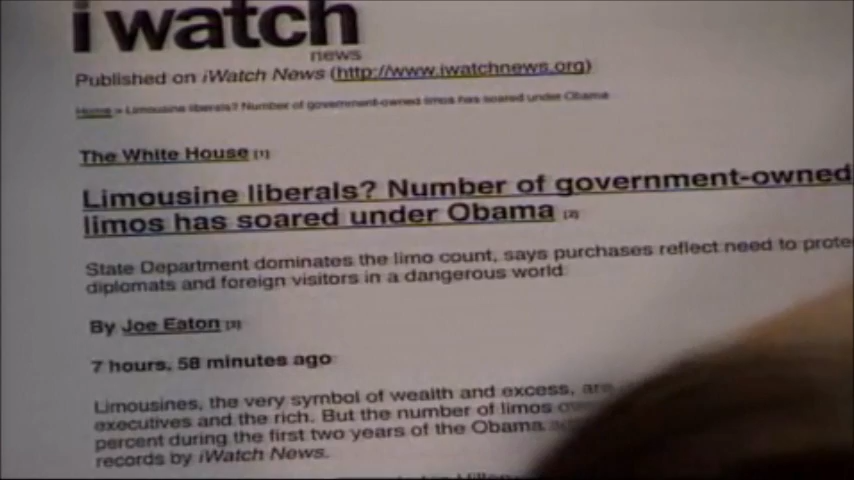 i watch
news
Published on iWatch News (http://www.iwatchnews.org)
Home » Limousine liberals? Number of government-owned limos has soared under Obama
The White House [1]
Limousine liberals? Number of government-owned
limos has soared under Obama [2]
State Department dominates the limo count, says purchases reflect need to prote
diplomats and foreign visitors in a dangerous world
By Joe Eaton [3]
7 hours, 58 minutes ago
Limousines, the very symbol of wealth and excess, are
executives and the rich. But the number of limos
percent during the first two years of the Obama
records by iWatch News.